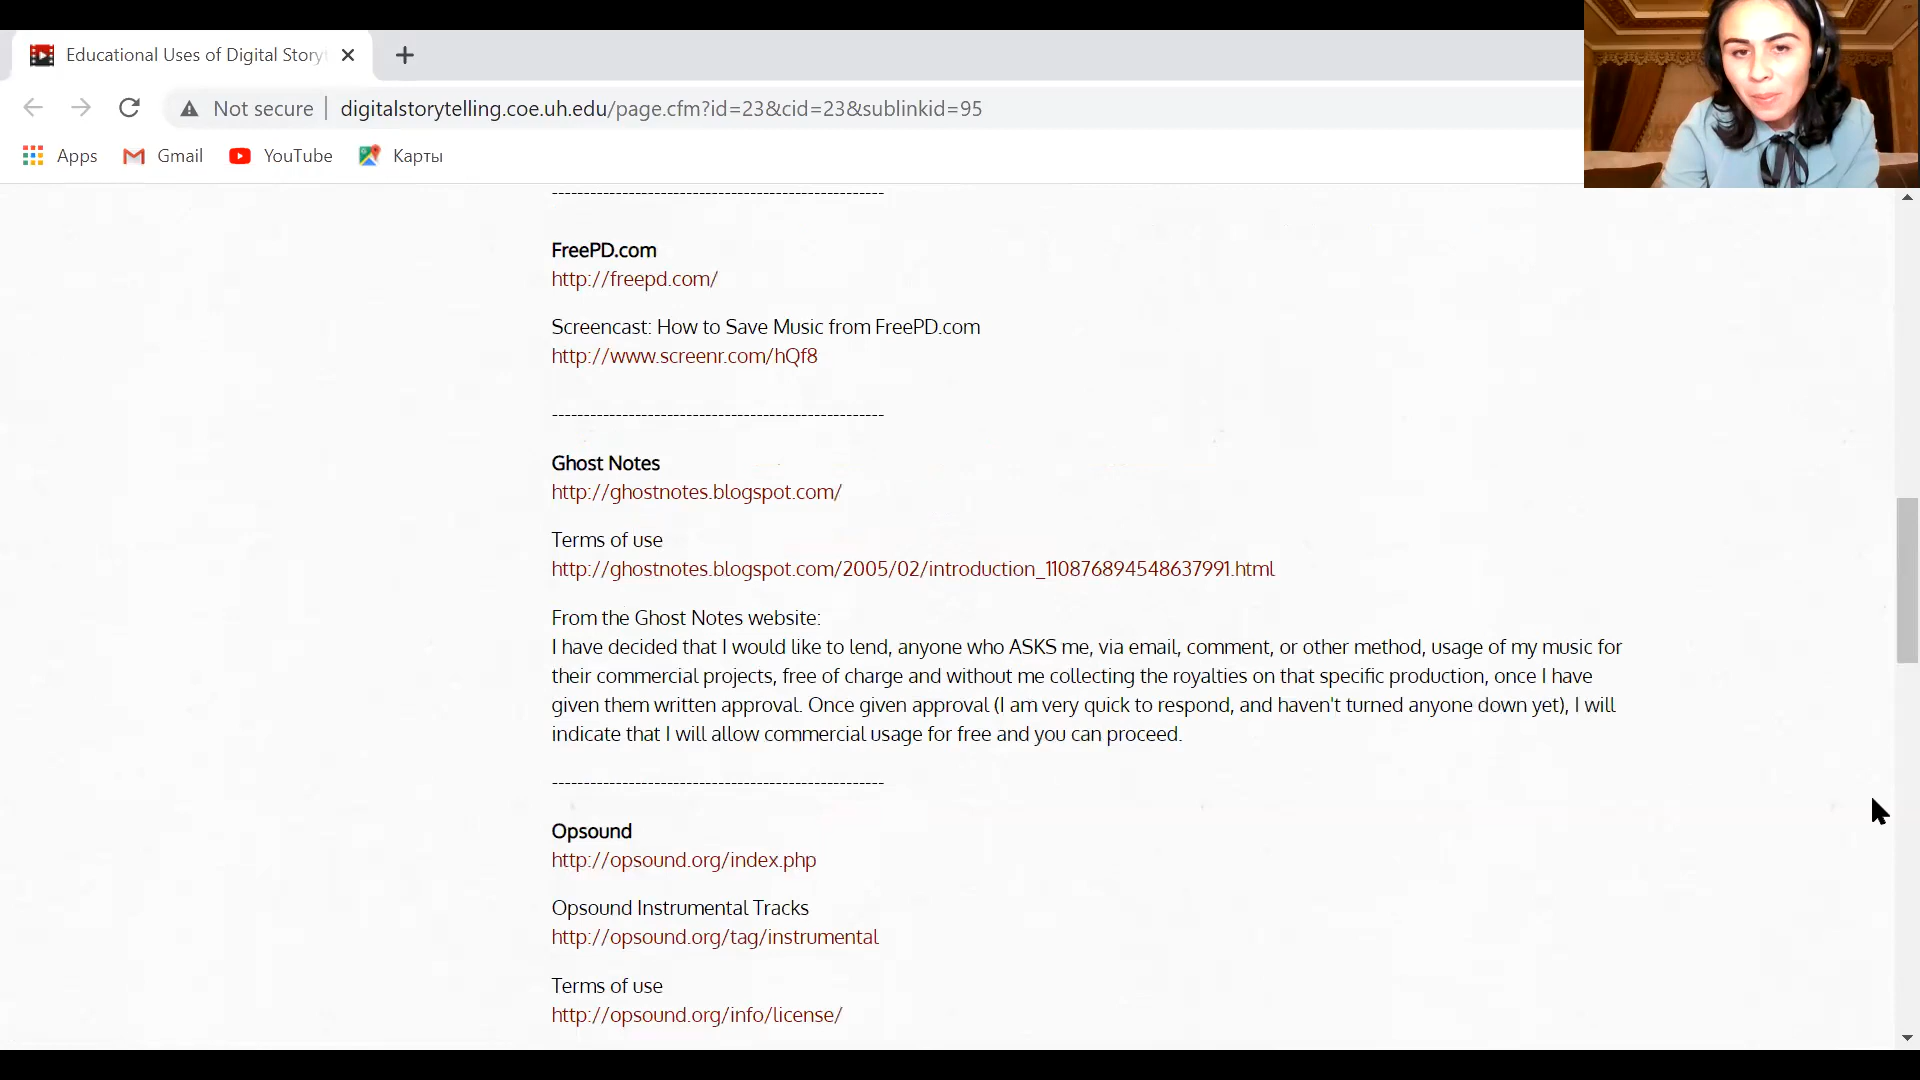 Educational Uses of Digital Story
Not secure
digitalstorytelling.coe.uh.edu/page.cfm?id=23&cid=23&sublinkid=95
Apps
Gmail
YouTube
Карты
--------------------------------------------------
FreePD.com
http://freepd.com/
Screencast: How to Save Music from FreePD.com
http://www.screenr.com/hQf8
--------------------------------------------------
Ghost Notes
http://ghostnotes.blogspot.com/
Terms of use
http://ghostnotes.blogspot.com/2005/02/introduction_110876894548637991.html
From the Ghost Notes website:
I have decided that I would like to lend, anyone who ASKS me, via email, comment, or other method, usage of my music for
their commercial projects, free of charge and without me collecting the royalties on that specific production, once I have
given them written approval. Once given approval (I am very quick to respond, and haven't turned anyone down yet), I will
indicate that I will allow commercial usage for free and you can proceed.
--------------------------------------------------
Opsound
http://opsound.org/index.php
Opsound Instrumental Tracks
http://opsound.org/tag/instrumental
Terms of use
http://opsound.org/info/license/